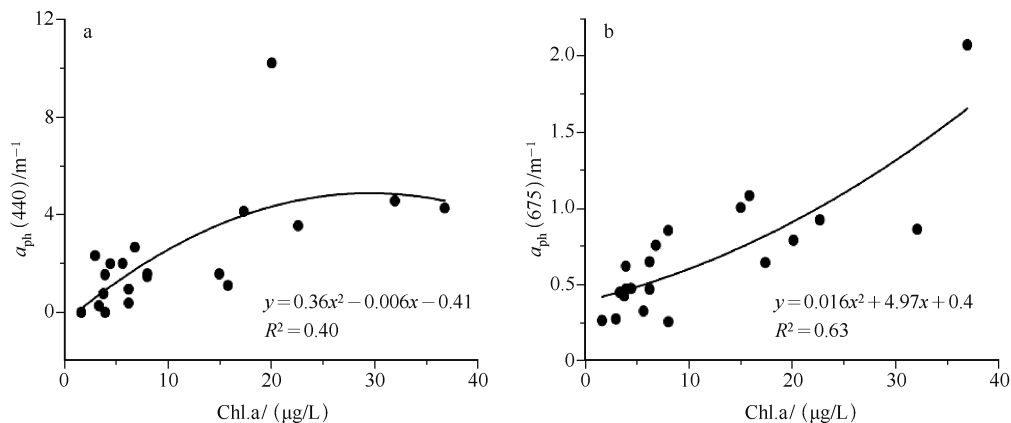 a
12
8
4
0
0
10
20
30
40
aph (440)/m−1
Chl.a/ (μg/L)
y=0.36x2−0.006x−0.41
R2=0.40
b
2.0
1.5
1.0
0.5
0
0
10
20
30
40
aph (675)/m−1
Chl.a/ (μg/L)
y=0.016x2+4.97x+0.4
R2=0.63